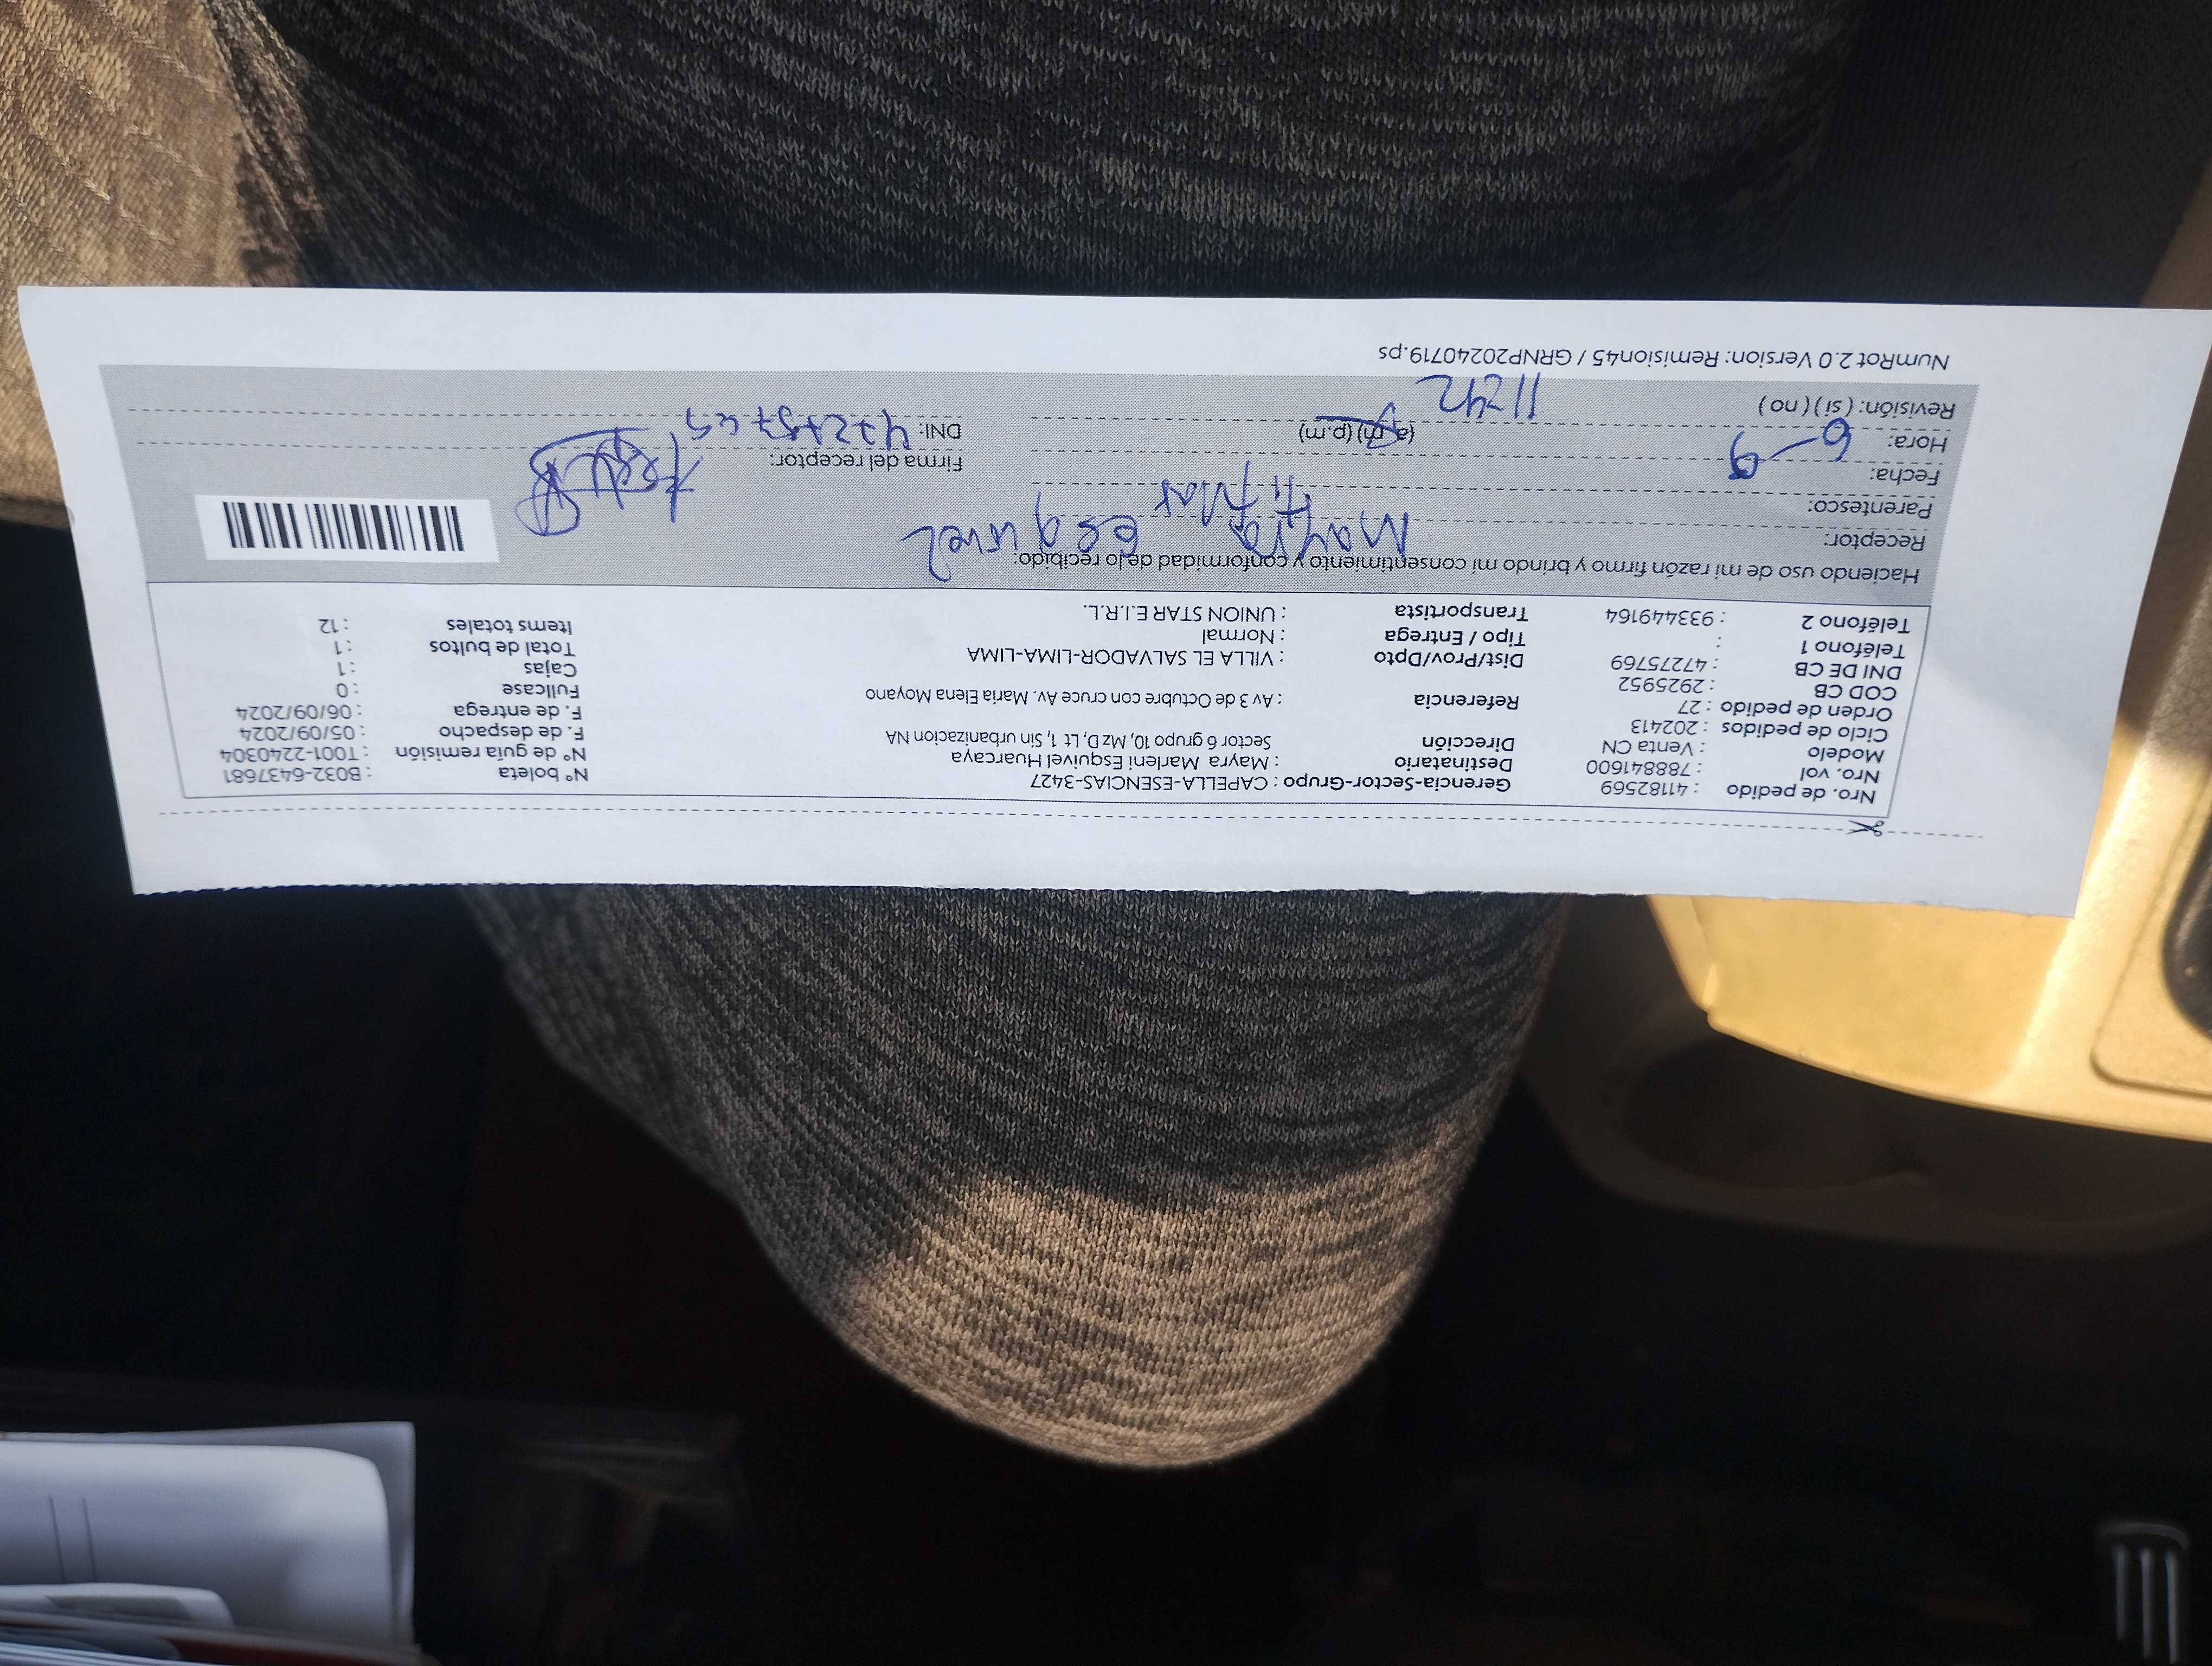 Nro. de pedido : 41182569 Gerencia-Sector-Grupo : CAPELLA-ESENCIAS-3427 Nº boleta : B032-6437681
Nro. vol : 788841600 Destinatario : Mayra Marleni Esquivel Huarcaya Nº de guía remisión : T001-2240304
Modelo : Venta CN Dirección Sector 6 grupo 10, Mz D, Lt 1, Sin urbanizacion NA F. de despacho : 05/09/2024
Ciclo de pedidos : 202413 F. de entrega : 06/09/2024
Orden de pedido : 27 Referencia : Av 3 de Octubre con cruce Av. Maria Elena Moyano Fullcase : 0
COD CB : 2925952 Cajas : 1
DNI DE CB : 47275769 Dist/Prov/Dpto : VILLA EL SALVADOR-LIMA-LIMA Total de bultos : 1
Teléfono 1 : Tipo / Entrega : Normal Items totales : 12
Teléfono 2 : 933449164 Transportista : UNION STAR E.I.R.L.
Haciendo uso de mi razón firmo y brindo mi consentimiento y conformidad de lo recibido:
Receptor: Mayra Esquivel
Parentesco:
Fecha: 6-9 Firma del receptor:
Hora: (a.m) (p.m) DNI:
Revisión: (si) (no) 11:42
NumRot 2.0 Version: Remision45 / GRNP20240719.ps